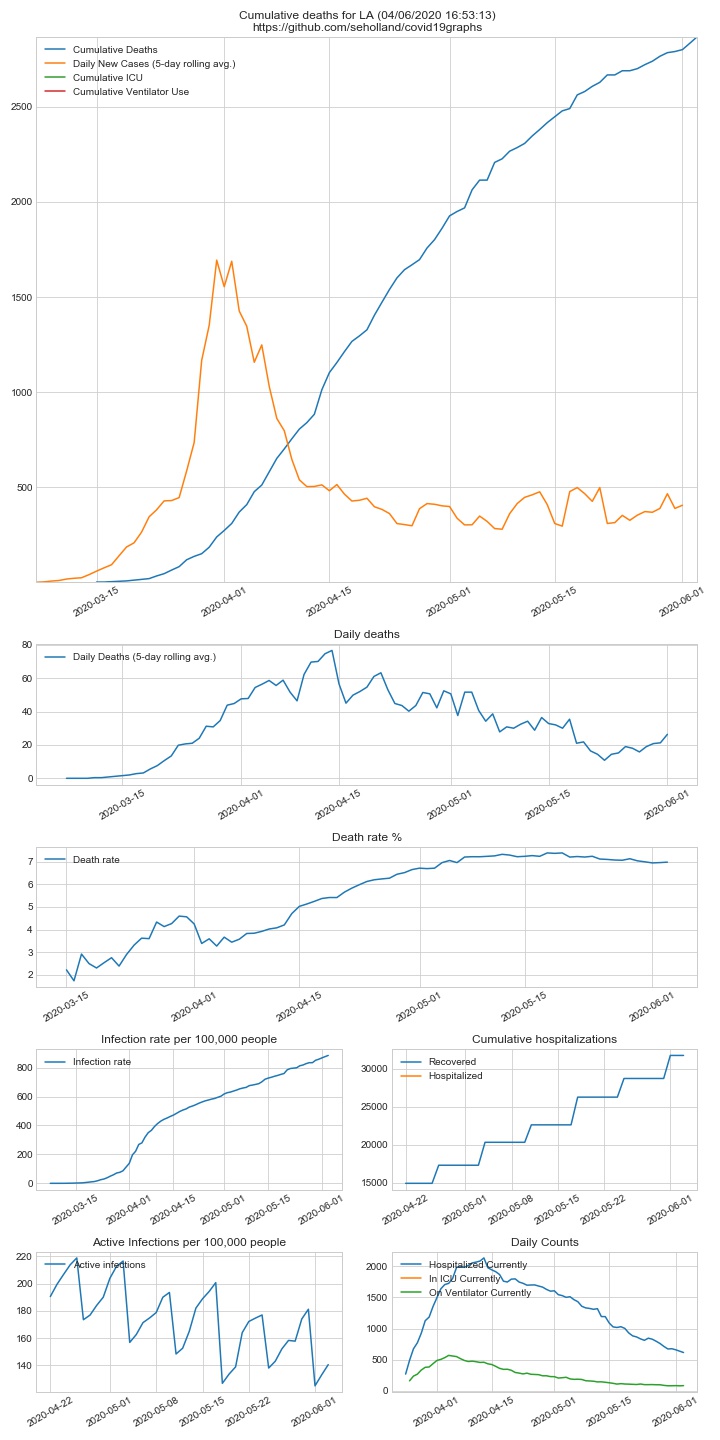 Cumulative deaths for LA (04/06/2020 16:53:13)
https://github.com/seholland/covid19graphs
Cumulative Deaths
Daily New Cases (5-day rolling avg.)
Cumulative ICU
Cumulative Ventilator Use
2500
2000
1500
1000
500
2020-03-15 2020-04-01 2020-04-15 2020-05-01 2020-05-15 2020-06-01
Daily deaths
Daily Deaths (5-day rolling avg.)
80
60
40
20
0
2020-03-15 2020-04-01 2020-04-15 2020-05-01 2020-05-15 2020-06-01
Death rate %
Death rate
7
6
5
4
3
2
2020-03-15 2020-04-01 2020-04-15 2020-05-01 2020-05-15 2020-06-01
Infection rate per 100,000 people
Infection rate
800
600
400
200
0
2020-03-15 2020-04-01 2020-04-15 2020-05-01 2020-05-15 2020-06-01
Cumulative hospitalizations
Recovered
Hospitalized
30000
25000
20000
15000
2020-04-22 2020-05-01 2020-05-08 2020-05-15 2020-05-22 2020-06-01
Active Infections per 100,000 people
Active infections
220
200
180
160
140
2020-04-22 2020-05-01 2020-05-08 2020-05-15 2020-05-22 2020-06-01
Daily Counts
Hospitalized Currently
In ICU Currently
On Ventilator Currently
2000
1500
1000
500
0
2020-04-01 2020-04-15 2020-05-01 2020-05-15 2020-06-01